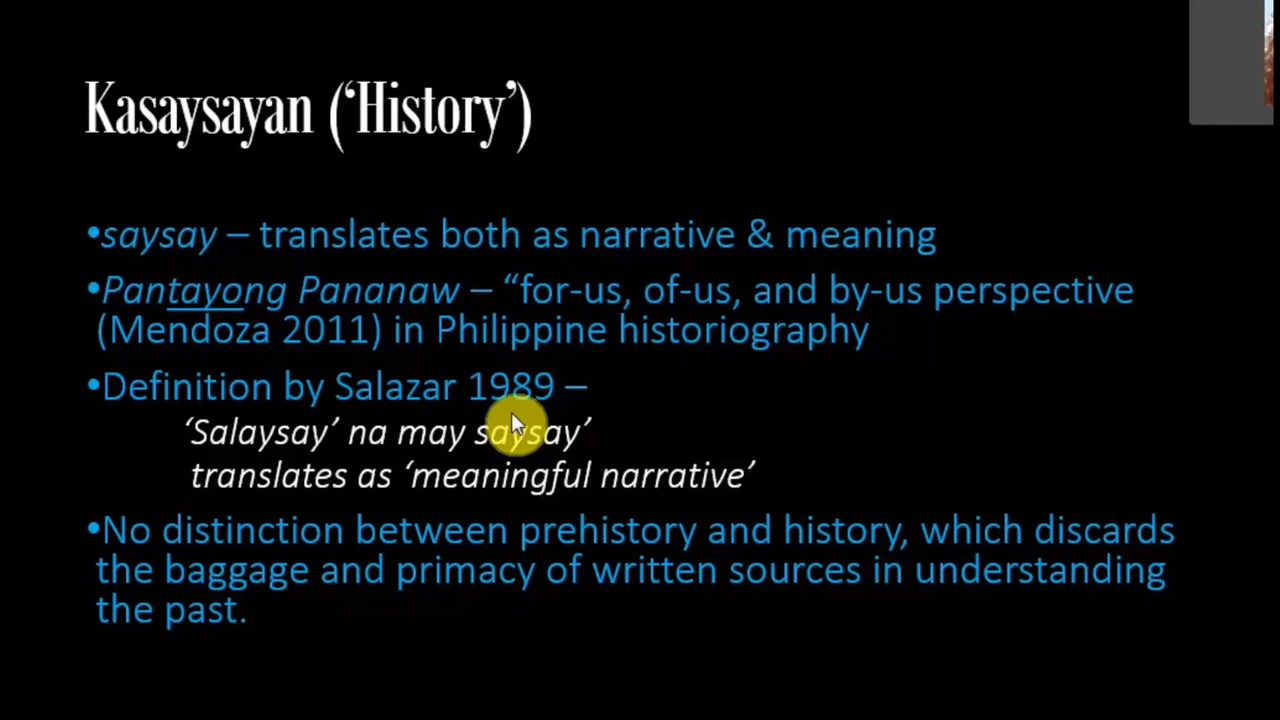 Kasaysayan (‘History’)
•saysay – translates both as narrative & meaning
•Pantayong Pananaw – “for-us, of-us, and by-us perspective
(Mendoza 2011) in Philippine historiography
•Definition by Salazar 1989 –
‘Salaysay’ na may saysay’
translates as ‘meaningful narrative’
•No distinction between prehistory and history, which discards
the baggage and primacy of written sources in understanding
the past.